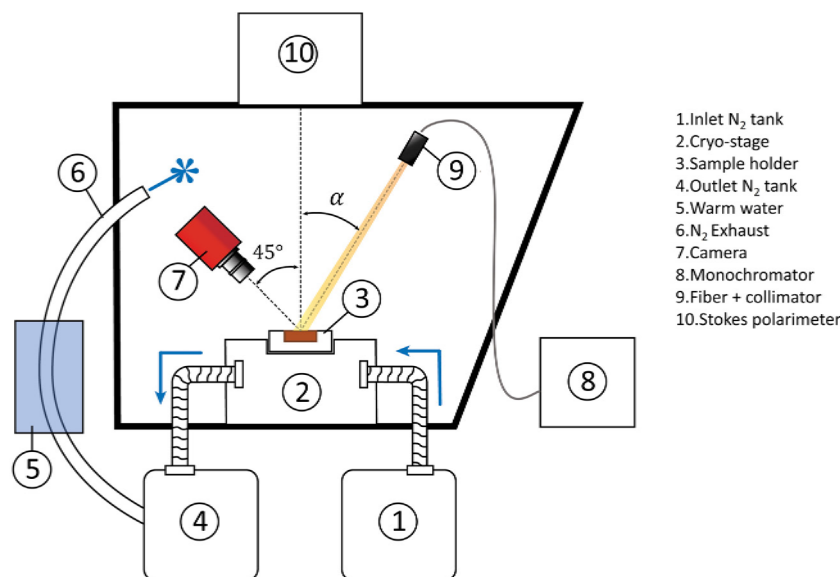 10
6
9
α
45°
7
3
8
2
5
4
1
1.Inlet N₂ tank
2.Cryo-stage
3.Sample holder
4.Outlet N₂ tank
5.Warm water
6.N₂ Exhaust
7.Camera
8.Monochromator
9.Fiber + collimator
10.Stokes polarimeter